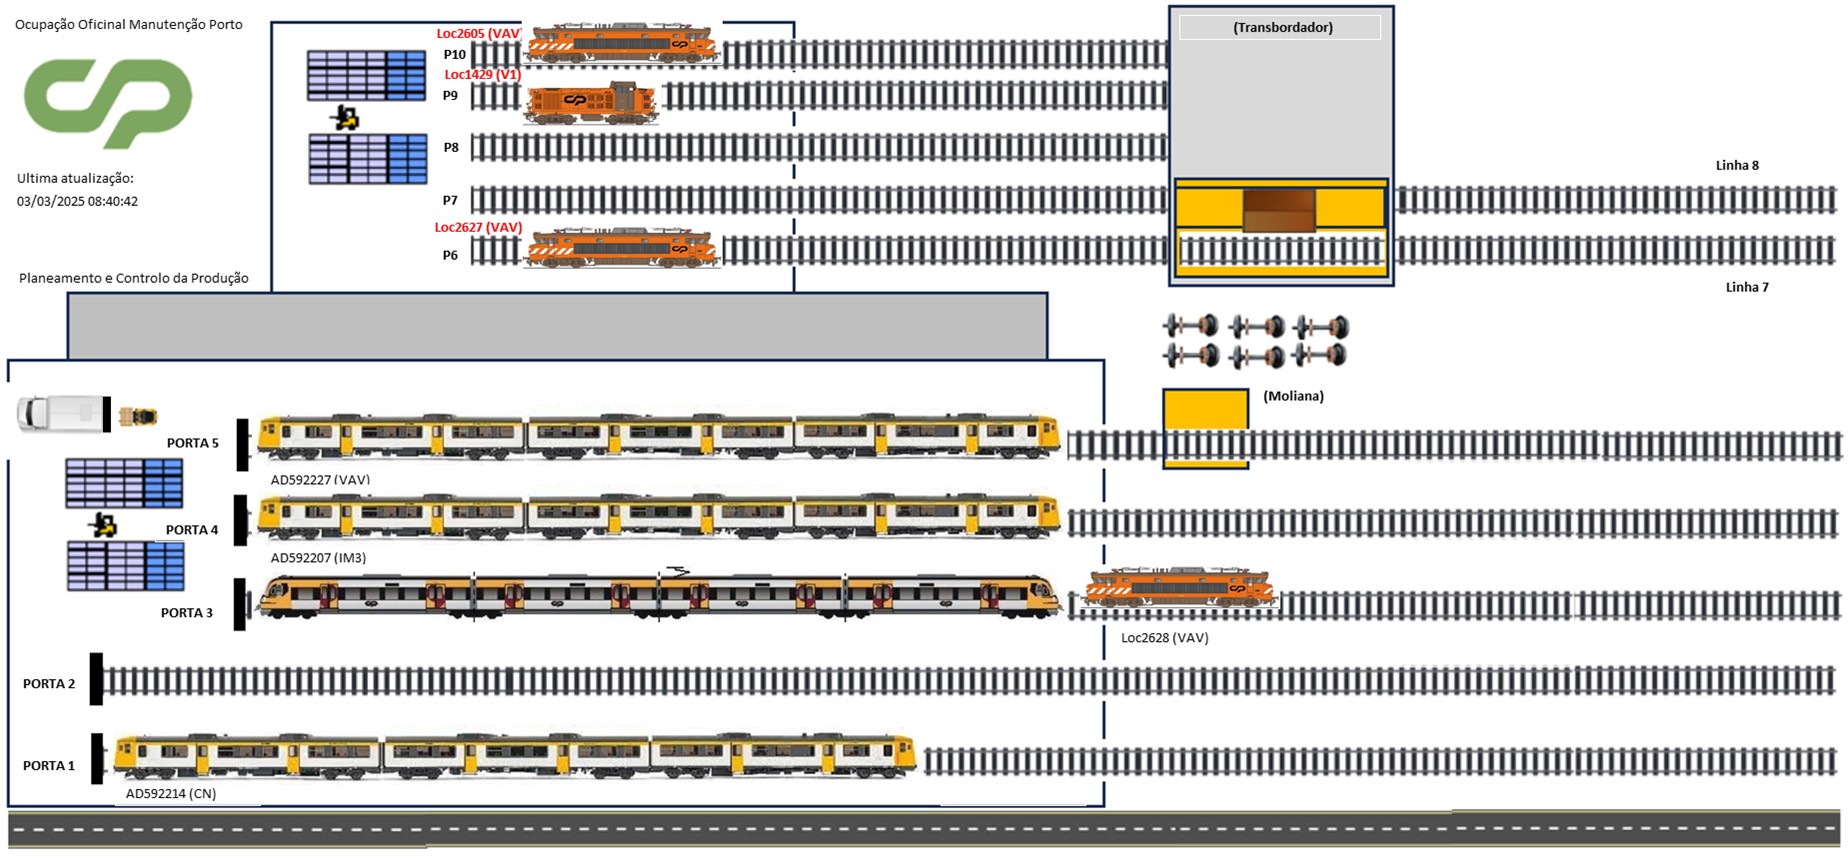 Ocupação Oficinal Manutenção Porto
CP
Ultima atualização:
03/03/2025 08:40:42
Planeamento e Controlo da Produção
Loc2605 (VAV)
P10
Loc1429 (V1)
P9
P8
P7
Loc2627 (VAV)
P6
(Transbordador)
Linha 8
Linha 7
(Moliana)
PORTA 5
AD592227 (VAV)
PORTA 4
AD592207 (IM3)
PORTA 3
Loc2628 (VAV)
PORTA 2
PORTA 1
AD592214 (CN)